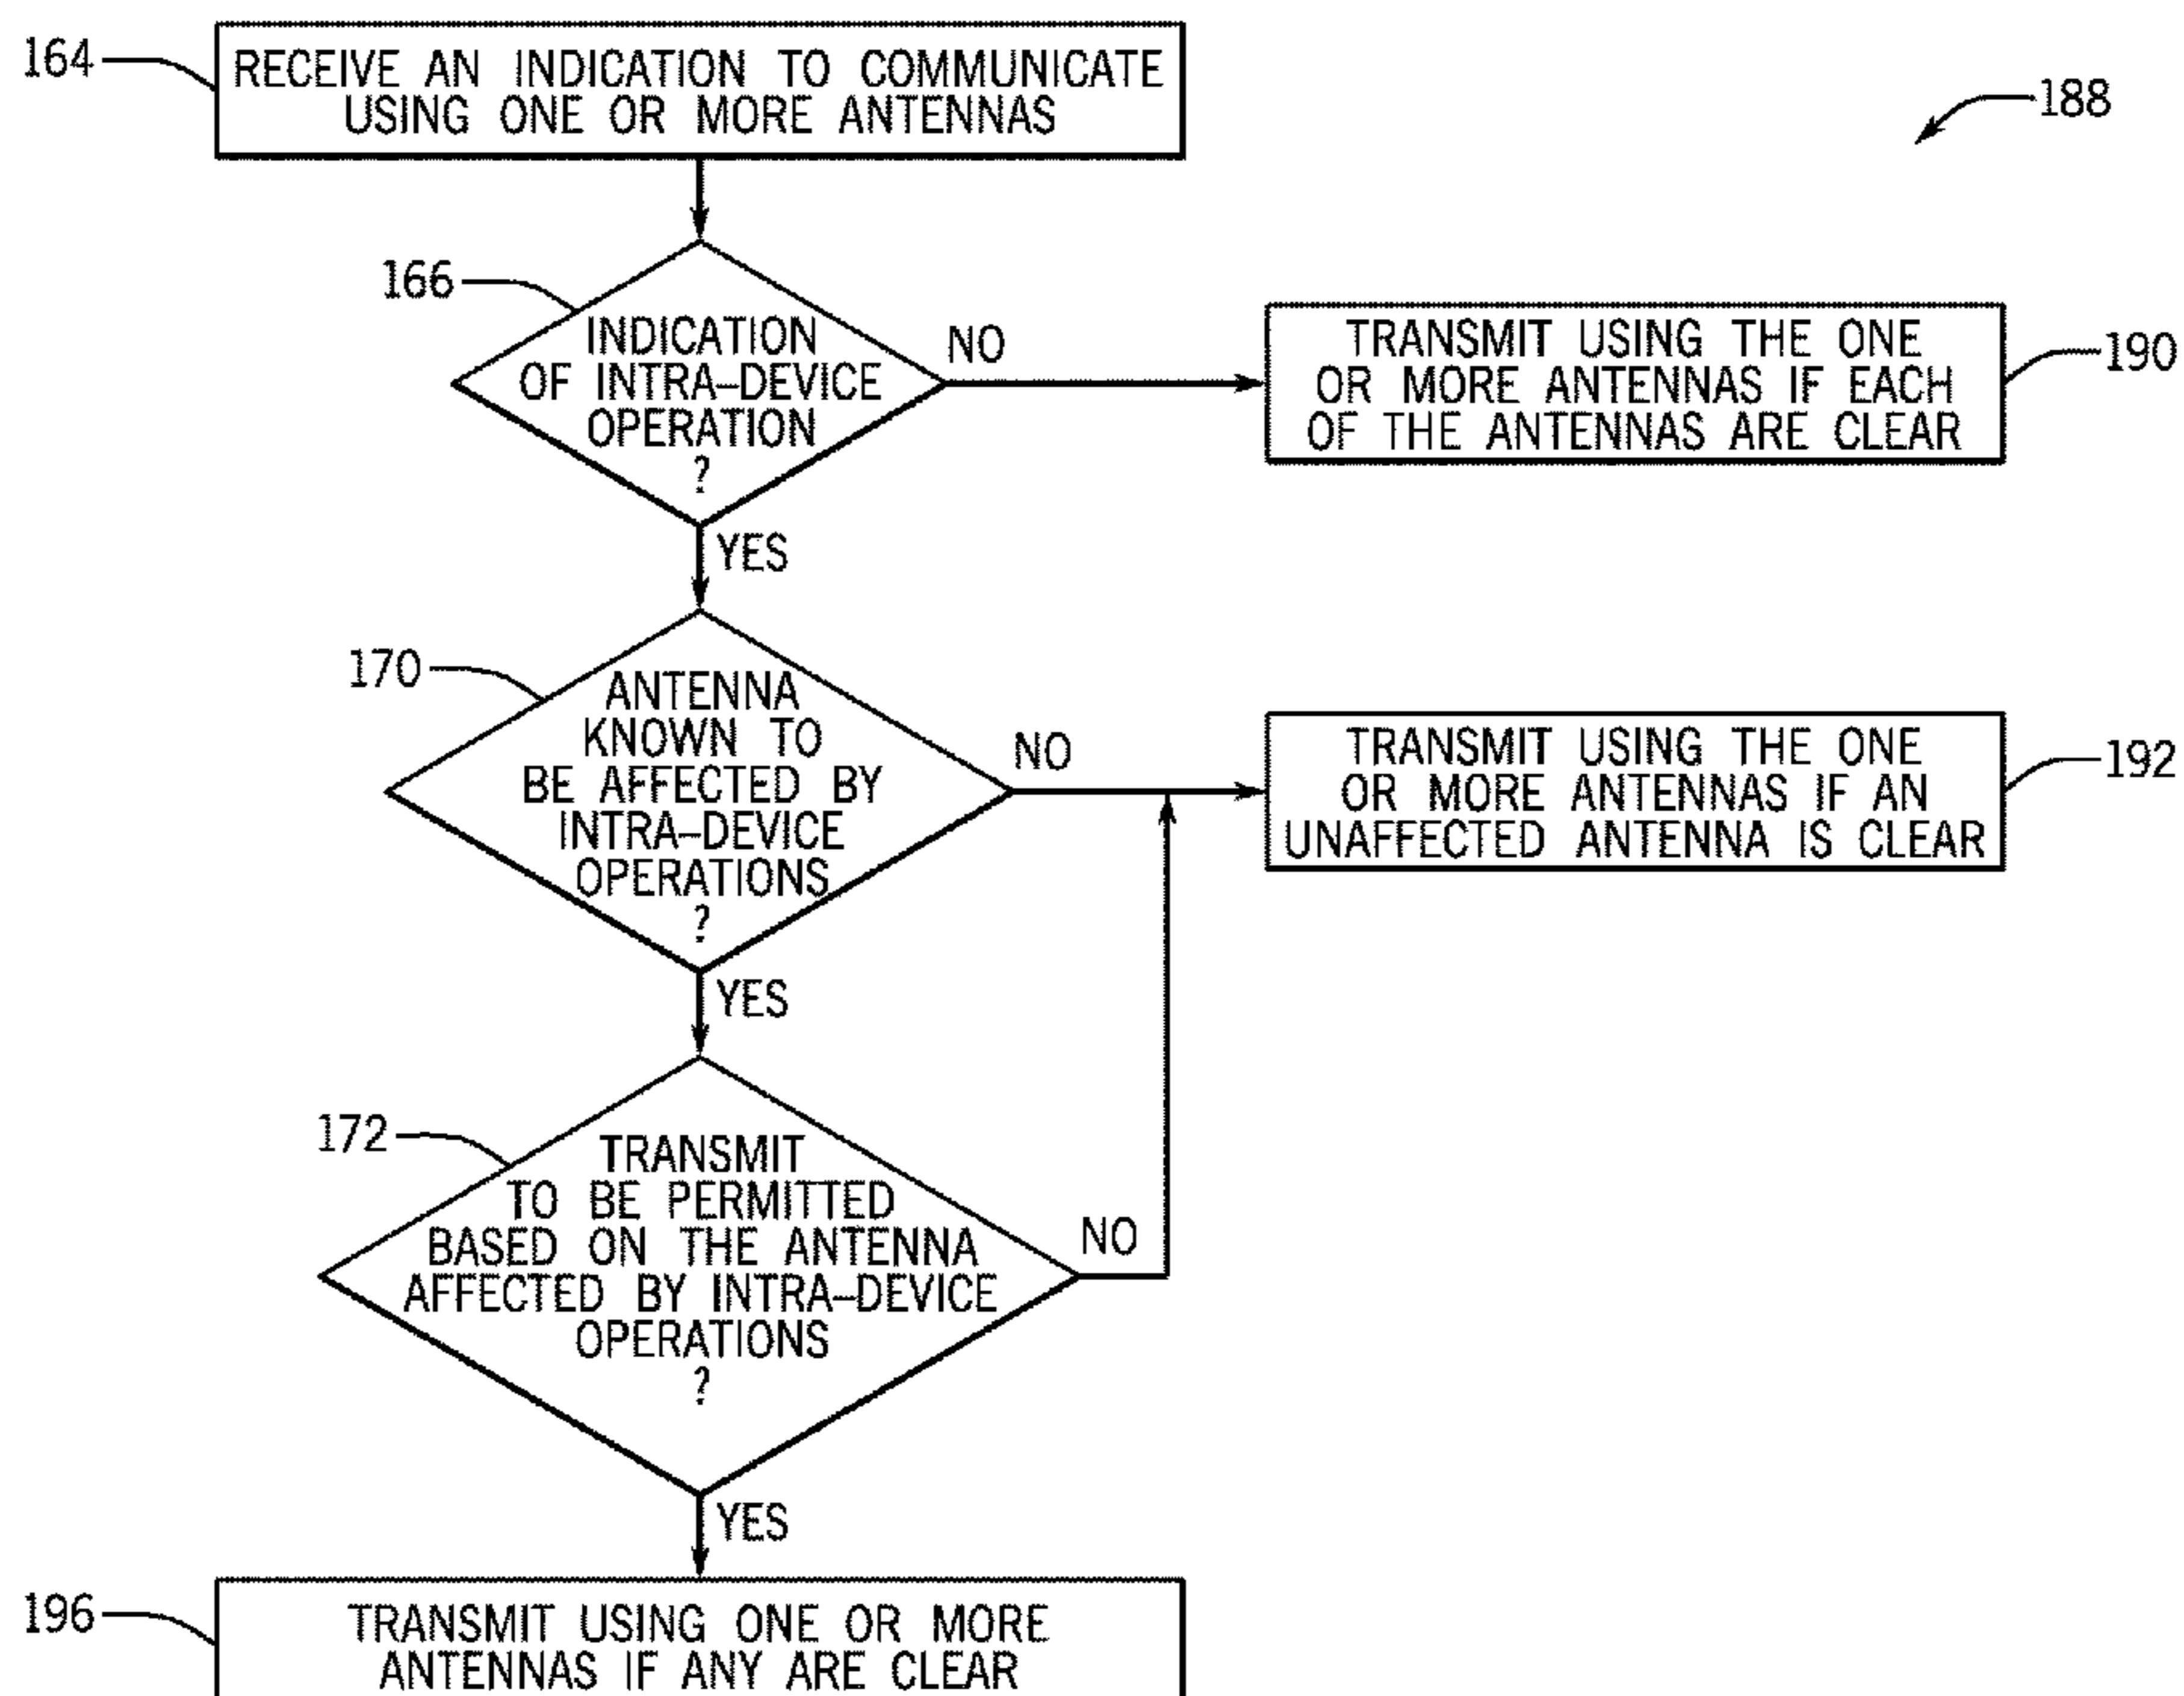 164
RECEIVE AN INDICATION TO COMMUNICATE
USING ONE OR MORE ANTENNAS
188
166
INDICATION
OF INTRA-DEVICE
OPERATION
?
NO
TRANSMIT USING THE ONE
OR MORE ANTENNAS IF EACH
OF THE ANTENNAS ARE CLEAR
190
YES
170
ANTENNA
KNOWN TO
BE AFFECTED BY
INTRA-DEVICE
OPERATIONS
?
NO
TRANSMIT USING THE ONE
OR MORE ANTENNAS IF AN
UNAFFECTED ANTENNA IS CLEAR
192
YES
172
TRANSMIT
TO BE PERMITTED
BASED ON THE ANTENNA
AFFECTED BY INTRA-DEVICE
OPERATIONS
?
NO
YES
196
TRANSMIT USING ONE OR MORE
ANTENNAS IF ANY ARE CLEAR